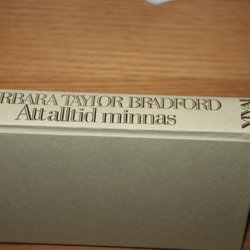 RBARA TAYLOR BRADFORD
Att alltid minnas